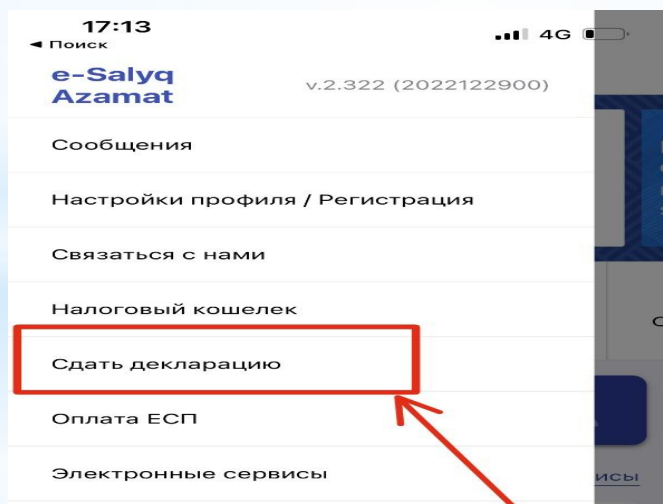 17:13
4G
◄ Поиск
e-Salyq
Azamat
v.2.322 (2022122900)
Сообщения
Настройки профиля / Регистрация
Связаться с нами
Налоговый кошелек
Сдать декларацию
Оплата ЕСП
Электронные сервисы